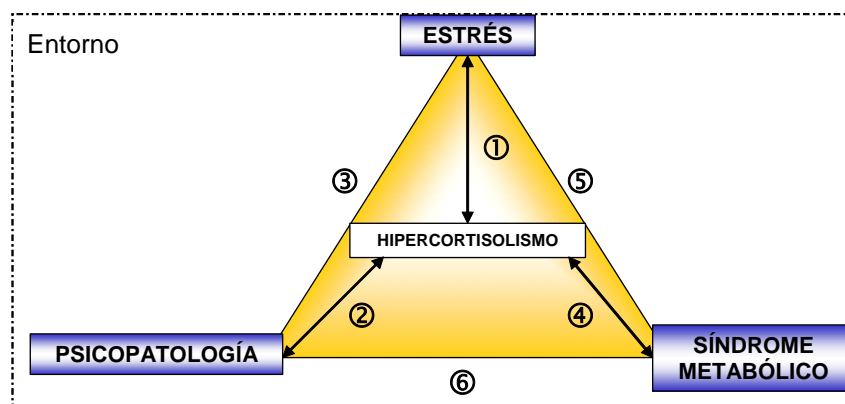 ESTRÉS
Entorno
①
③
⑤
HIPERCORTISOLISMO
②
④
PSICOPATOLOGÍA
SÍNDROME
METABÓLICO
⑥